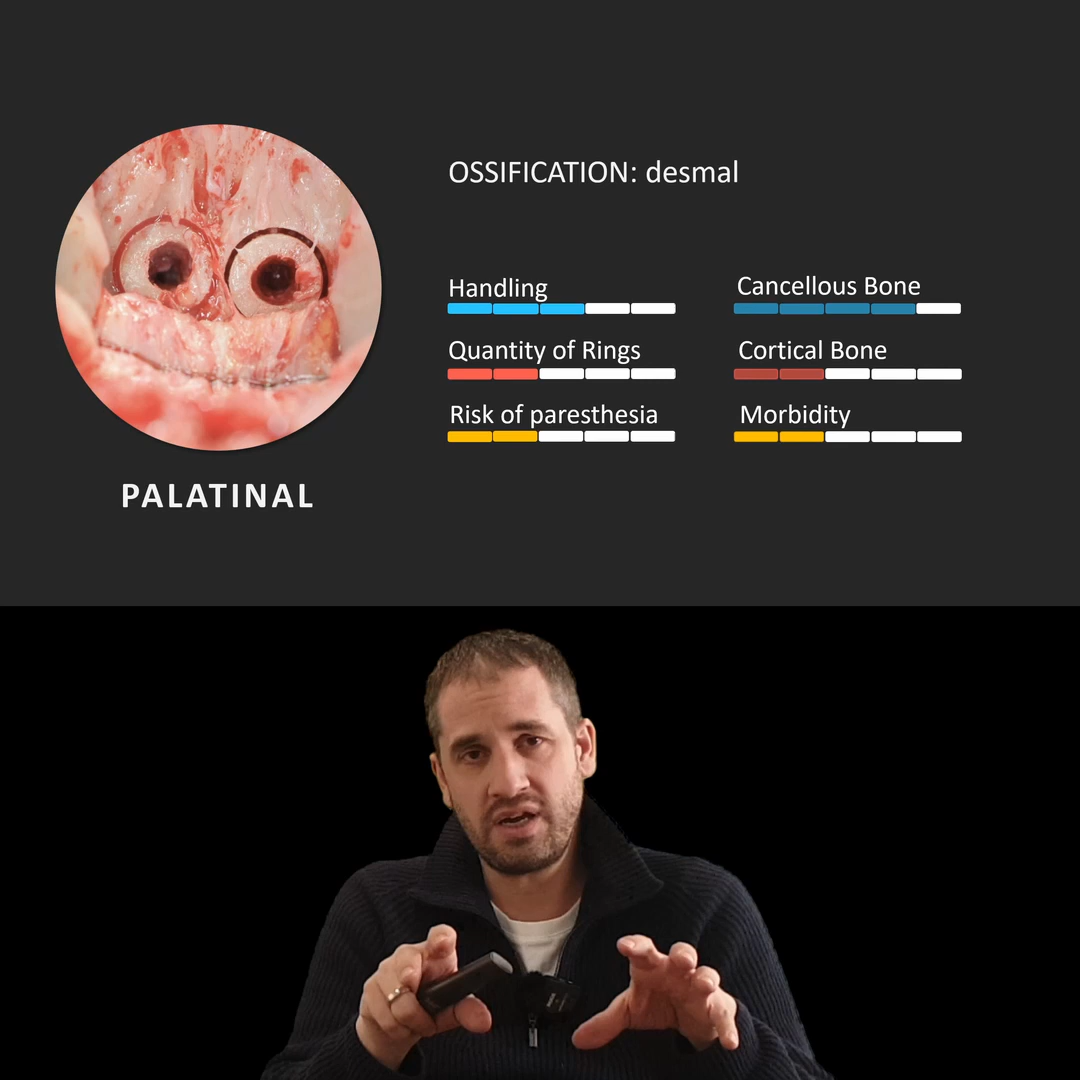 OSSIFICATION: desmal
Handling
Cancellous Bone
Quantity of Rings
Cortical Bone
Risk of paresthesia
Morbidity
PALATINAL